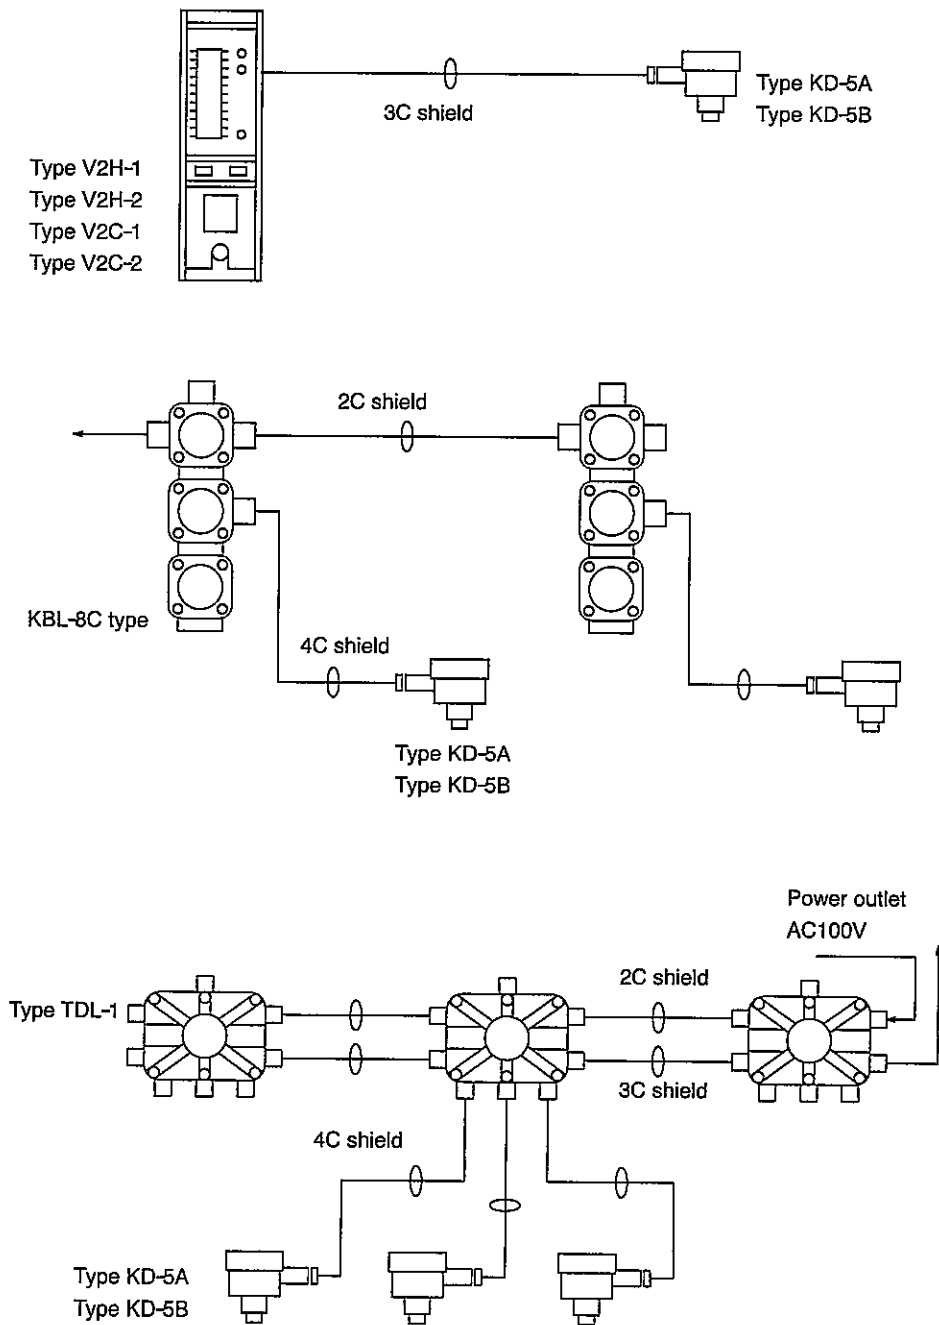 3C shield
Type KD-5A
Type KD-5B
Type V2H-1
Type V2H-2
Type V2C-1
Type V2C-2
2C shield
KBL-8C type
4C shield
Type KD-5A
Type KD-5B
Power outlet
AC100V
Type TDL-1
2C shield
3C shield
4C shield
Type KD-5A
Type KD-5B